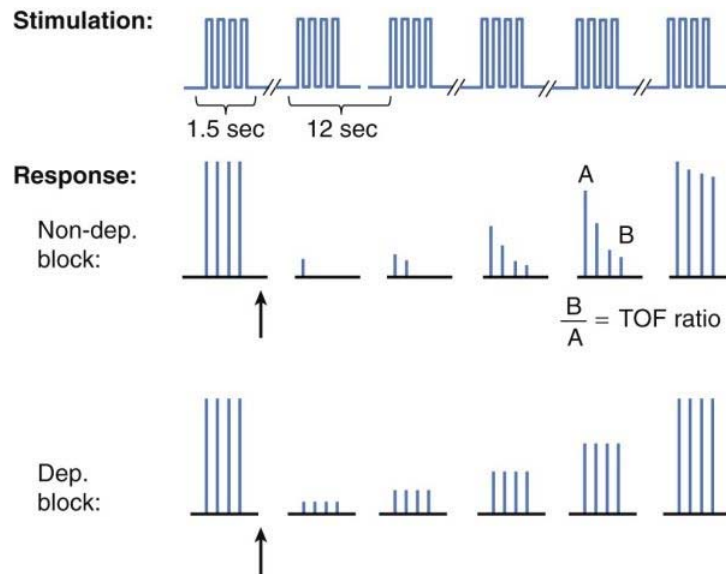 Stimulation:
1.5 sec
12 sec
Response:
Non-dep.
block:
A
B
B
A
= TOF ratio
Dep.
block: